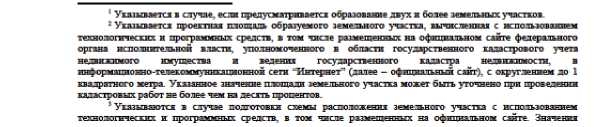 ¹ Указывается в случае, если предусматривается образование двух и более земельных участков.
² Указывается проектная площадь образуемого земельного участка, вычисленная с использованием
технологических и программных средств, в том числе размещенных на официальном сайте федерального
органа исполнительной власти, уполномоченного в области государственного кадастрового учета
недвижимого имущества и ведения государственного кадастра недвижимости, в
информационно-телекоммуникационной сети “Интернет” (далее – официальный сайт), с округлением до 1
квадратного метра. Указанное значение площади земельного участка может быть уточнено при проведении
кадастровых работ не более чем на десять процентов.
³ Указываются в случае подготовки схемы расположения земельного участка с использованием
технологических и программных средств, в том числе размещенных на официальном сайте. Значения